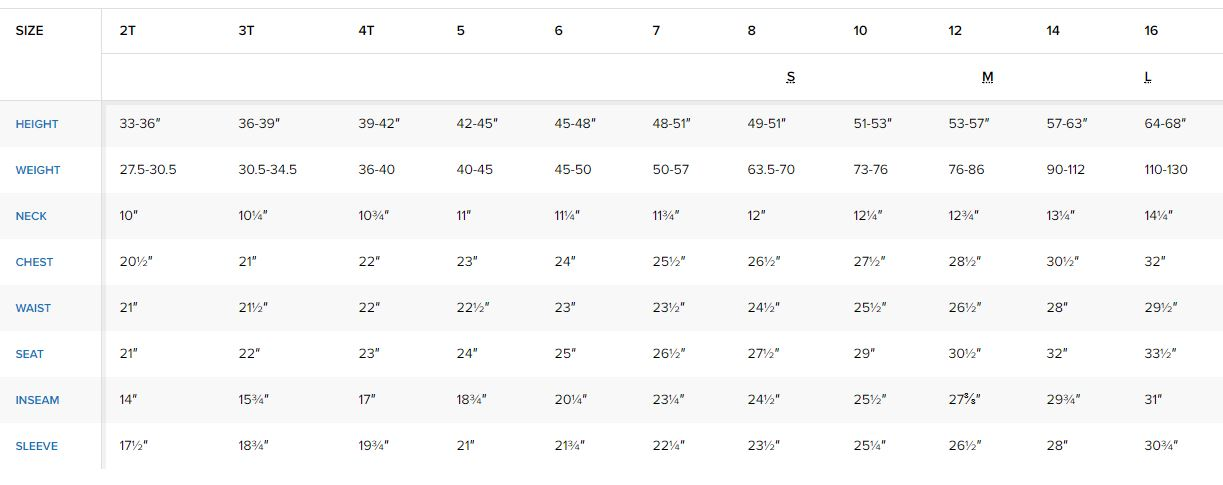 SIZE 2T 3T 4T 5 6 7 8 10 12 14 16
S M L
HEIGHT 33-36" 36-39" 39-42" 42-45" 45-48" 48-51" 49-51" 51-53" 53-57" 57-63" 64-68"
WEIGHT 27.5-30.5 30.5-34.5 36-40 40-45 45-50 50-57 63.5-70 73-76 76-86 90-112 110-130
NECK 10" 10¼" 10¾" 11" 11¼" 11¾" 12" 12¼" 12¾" 13¼" 14¼"
CHEST 20½" 21" 22" 23" 24" 25½" 26½" 27½" 28½" 30½" 32"
WAIST 21" 21½" 22" 22½" 23" 23½" 24½" 25½" 26½" 28" 29½"
SEAT 21" 22" 23" 24" 25" 26½" 27½" 29" 30½" 32" 33½"
INSEAM 14" 15¾" 17" 18¾" 20¼" 23¼" 24½" 25½" 27⅜" 29¾" 31"
SLEEVE 17½" 18¾" 19¾" 21" 21¾" 22¼" 23½" 25¼" 26½" 28" 30¾"